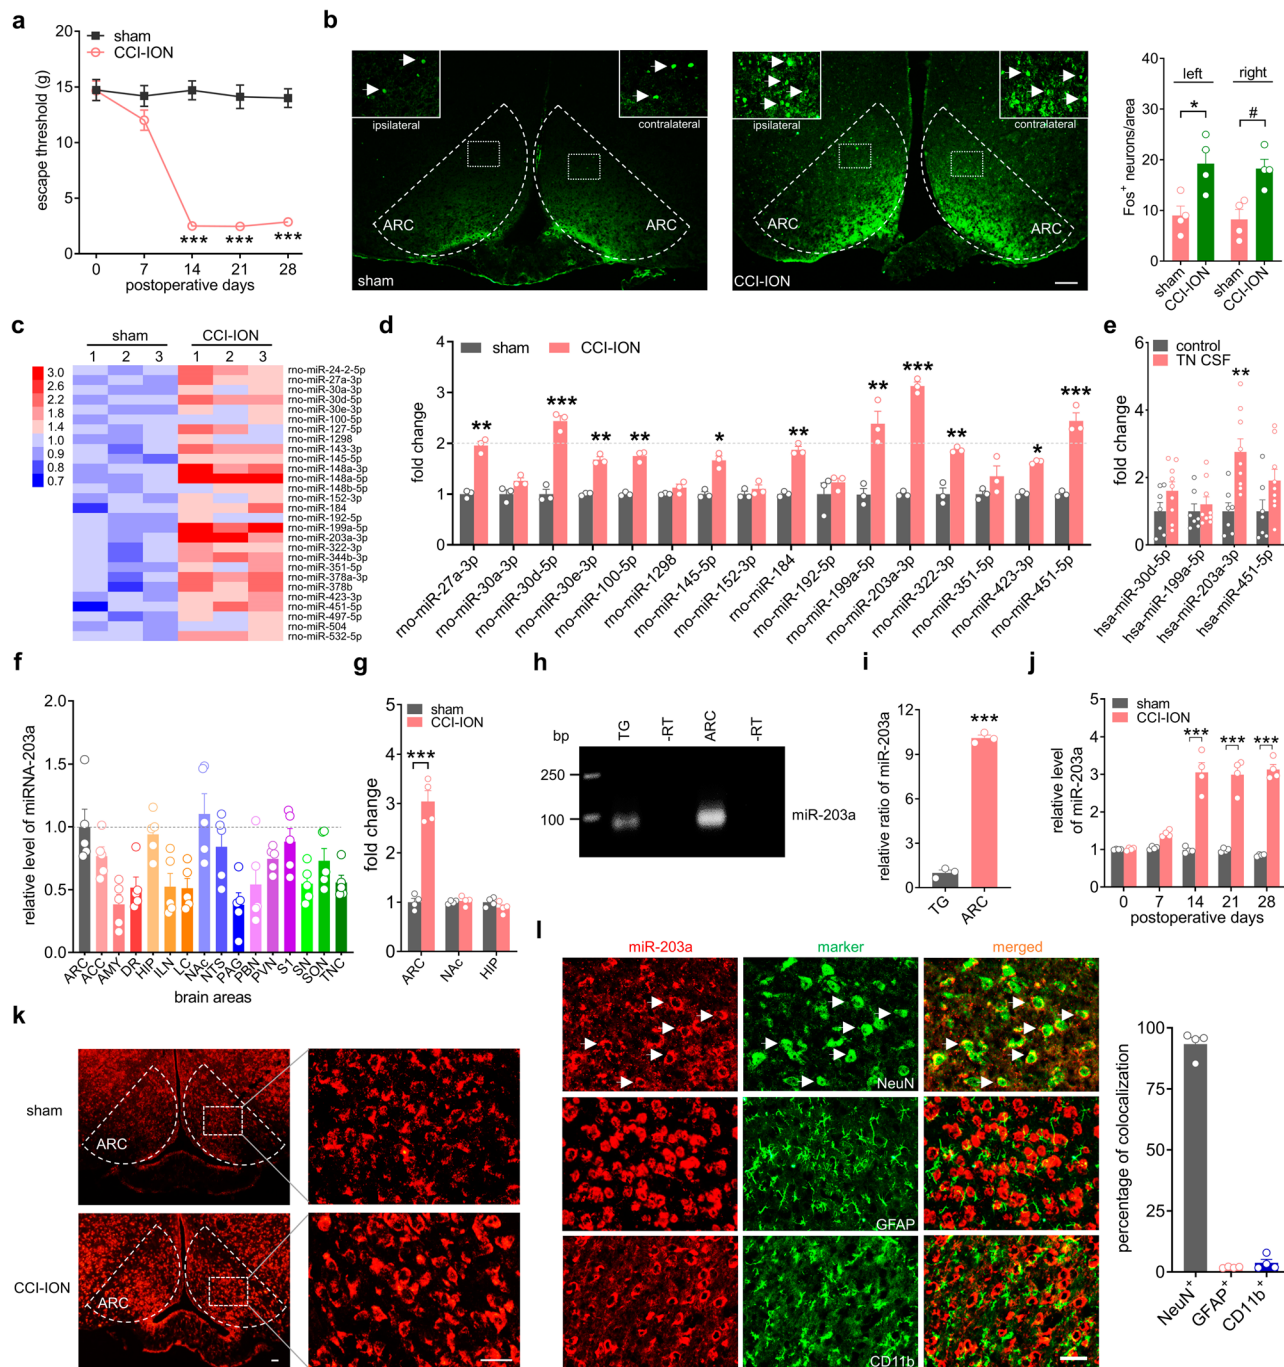 a
20
15
10
5
0
escape threshold (g)
sham
CCI-ION
***
***
***
0 7 14 21 28
postoperative days
b
ipsilateral
contralateral
ARC
ARC
sham
ipsilateral
contralateral
ARC
ARC
CCI-ION
Fos+ neurons/area
40
30
20
10
0
left
right
*
#
sham
CCI-ION
sham
CCI-ION
c
sham CCI-ION
1 2 3 1 2 3
3.0
2.6
2.2
1.8
1.4
1.0
0.9
0.8
0.7
rno-miR-24-2-5p
rno-miR-27a-3p
rno-miR-30a-3p
rno-miR-30d-5p
rno-miR-30e-3p
rno-miR-100-5p
rno-miR-127-5p
rno-miR-1298
rno-miR-143-3p
rno-miR-145-5p
rno-miR-148a-3p
rno-miR-148a-5p
rno-miR-148b-5p
rno-miR-152-3p
rno-miR-184
rno-miR-192-5p
rno-miR-199a-5p
rno-miR-203a-3p
rno-miR-322-3p
rno-miR-344b-3p
rno-miR-351-5p
rno-miR-378a-3p
rno-miR-378b
rno-miR-423-3p
rno-miR-451-5p
rno-miR-497-5p
rno-miR-504
rno-miR-532-5p
d
sham CCI-ION
fold change
4
3
2
1
0
** *** ** ** * ** ** *** ** * ***
rno-miR-27a-3p
rno-miR-30a-3p
rno-miR-30d-5p
rno-miR-30e-3p
rno-miR-100-5p
rno-miR-1298
rno-miR-145-5p
rno-miR-152-3p
rno-miR-184
rno-miR-192-5p
rno-miR-199a-5p
rno-miR-203a-3p
rno-miR-322-3p
rno-miR-351-5p
rno-miR-423-3p
rno-miR-451-5p
e
control
TN CSF
fold change
6
4
2
0
**
hsa-miR-30d-5p
hsa-miR-199a-5p
hsa-miR-203a-3p
hsa-miR-451-5p
f
relative level of miRNA-203a
2.0
1.5
1.0
0.5
0.0
ARC
ACC
AMY
DR
HIP
ILN
LC
NAc
NTS
PAG
PBN
PVN
S1
SN
SON
TNC
brain areas
g
sham
CCI-ION
fold change
5
4
3
2
1
0
***
ARC
NAc
HIP
h
bp
TG
-RT
ARC
-RT
250
100
miR-203a
i
relative ratio of miR-203a
12
9
6
3
0
***
TG
ARC
j
sham
CCI-ION
relative level
of miR-203a
5
4
3
2
1
0
*** *** ***
0 7 14 21 28
postoperative days
k
sham
ARC
CCI-ION
ARC
l
miR-203a marker merged
NeuN
GFAP
CD11b
percentage of colocalization
100
75
50
25
0
NeuN+
GFAP+
CD11b+